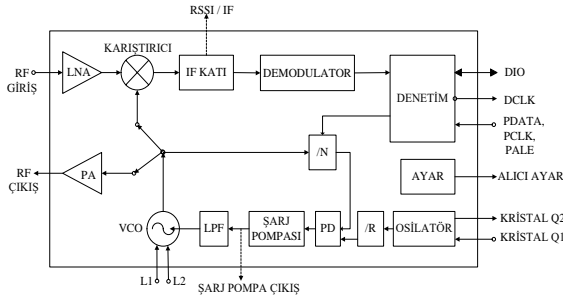 RSSI / IF
KARIŞTIRICI
RF
GİRİŞ
LNA
IF KATI
DEMODULATOR
DENETİM
DIO
DCLK
PDATA,
PCLK,
PALE
RF
ÇIKIŞ
PA
/N
AYAR
ALICI AYAR
VCO
LPF
ŞARJ
POMPASI
PD
/R
OSİLATÖR
KRİSTAL Q2
KRİSTAL Q1
L1
L2
ŞARJ POMPA ÇIKIŞ